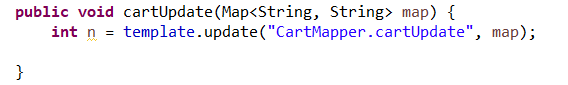 public void cartUpdate(Map<String, String> map) {
    int n = template.update("CartMapper.cartUpdate", map);
}